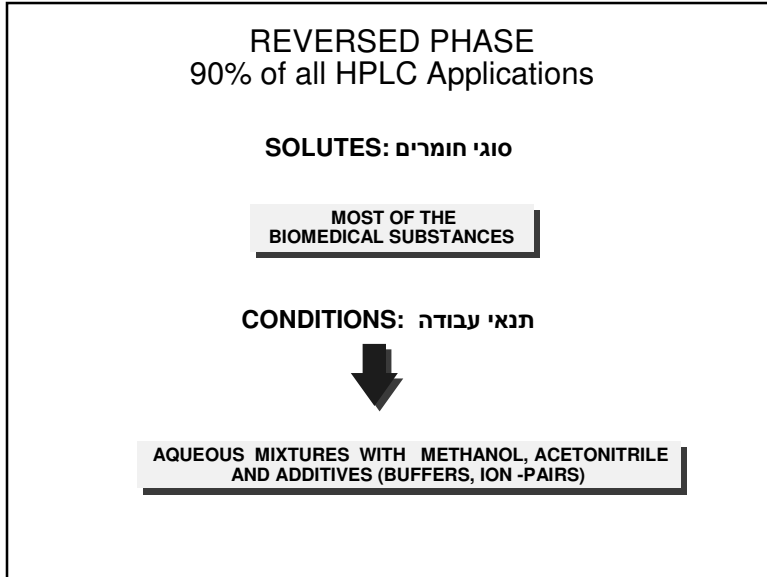 REVERSED PHASE
90% of all HPLC Applications
SOLUTES: סוגי חומרים
MOST OF THE
BIOMEDICAL SUBSTANCES
CONDITIONS: תנאי עבודה
AQUEOUS MIXTURES WITH METHANOL, ACETONITRILE
AND ADDITIVES (BUFFERS, ION -PAIRS)